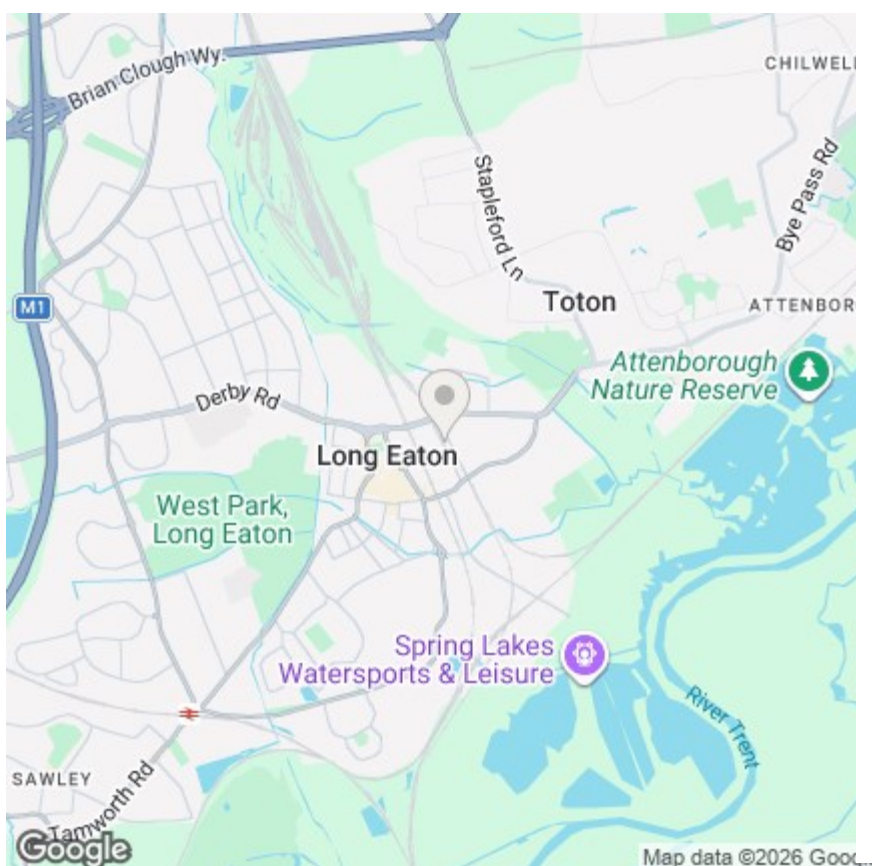 Brian Clough Wy.
CHILWELL
Stapleford Ln
Bye Pass Rd
M1
Toton
ATTENBOR
Attenborough
Nature Reserve
Derby Rd
Long Eaton
West Park,
Long Eaton
Spring Lakes
Watersports & Leisure
River Trent
SAWLEY
Tamworth Rd
Google
Map data ©2026 Goog